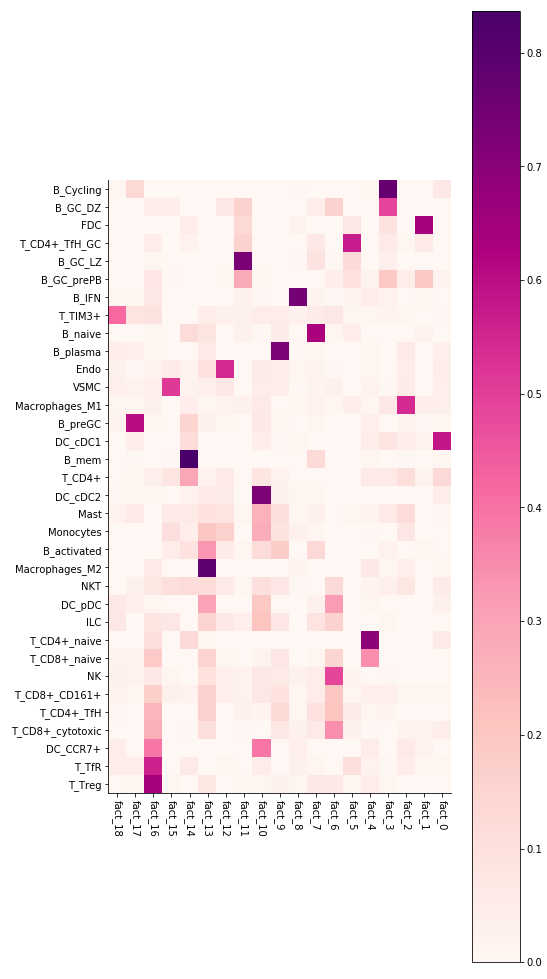 0.8
0.7
0.6
0.5
0.4
0.3
0.2
0.1
0.0
B_Cycling
B_GC_DZ
FDC
T_CD4+_TfH_GC
B_GC_LZ
B_GC_prePB
B_IFN
T_TIM3+
B_naive
B_plasma
Endo
VSMC
Macrophages_M1
B_preGC
DC_cDC1
B_mem
T_CD4+
DC_cDC2
Mast
Monocytes
B_activated
Macrophages_M2
NKT
DC_pDC
ILC
T_CD4+_naive
T_CD8+_naive
NK
T_CD8+_CD161+
T_CD4+_TfH
T_CD8+_cytotoxic
DC_CCR7+
T_TfR
T_Treg
fact_18
fact_17
fact_16
fact_15
fact_14
fact_13
fact_12
fact_11
fact_10
fact_9
fact_8
fact_7
fact_6
fact_5
fact_4
fact_3
fact_2
fact_1
fact_0